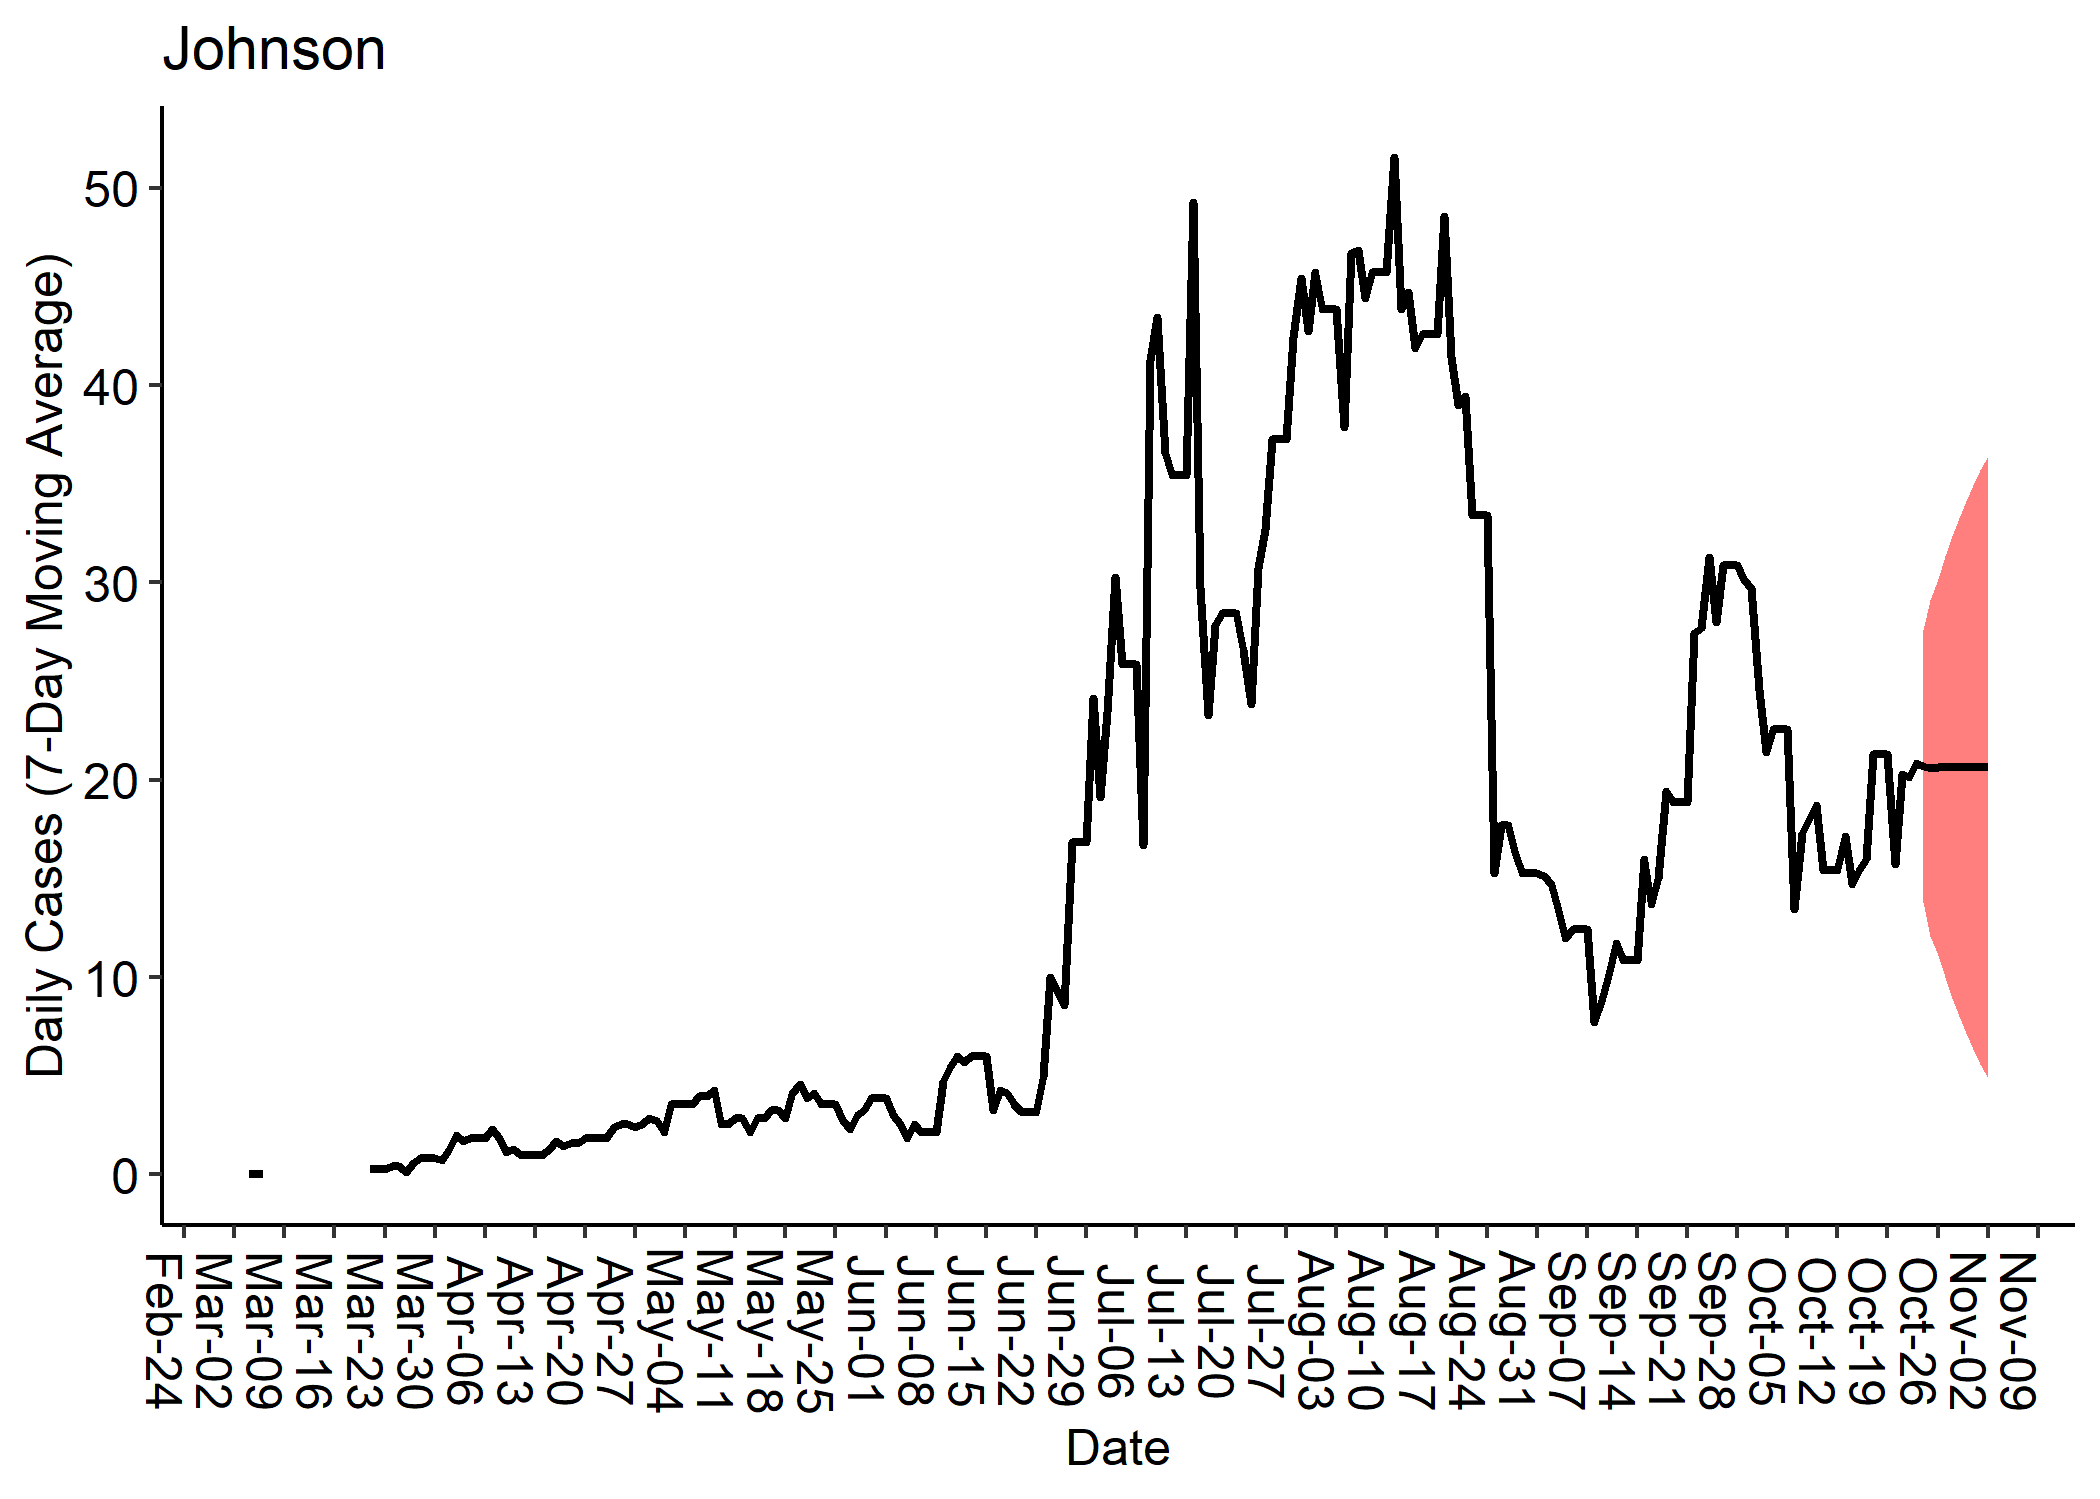 Johnson
Daily Cases (7-Day Moving Average)
50
40
30
20
10
0
Feb-24
Mar-02
Mar-09
Mar-16
Mar-23
Mar-30
Apr-06
Apr-13
Apr-20
Apr-27
May-04
May-11
May-18
May-25
Jun-01
Jun-08
Jun-15
Jun-22
Jun-29
Jul-06
Jul-13
Jul-20
Jul-27
Aug-03
Aug-10
Aug-17
Aug-24
Aug-31
Sep-07
Sep-14
Sep-21
Sep-28
Oct-05
Oct-12
Oct-19
Oct-26
Nov-02
Nov-09
Date